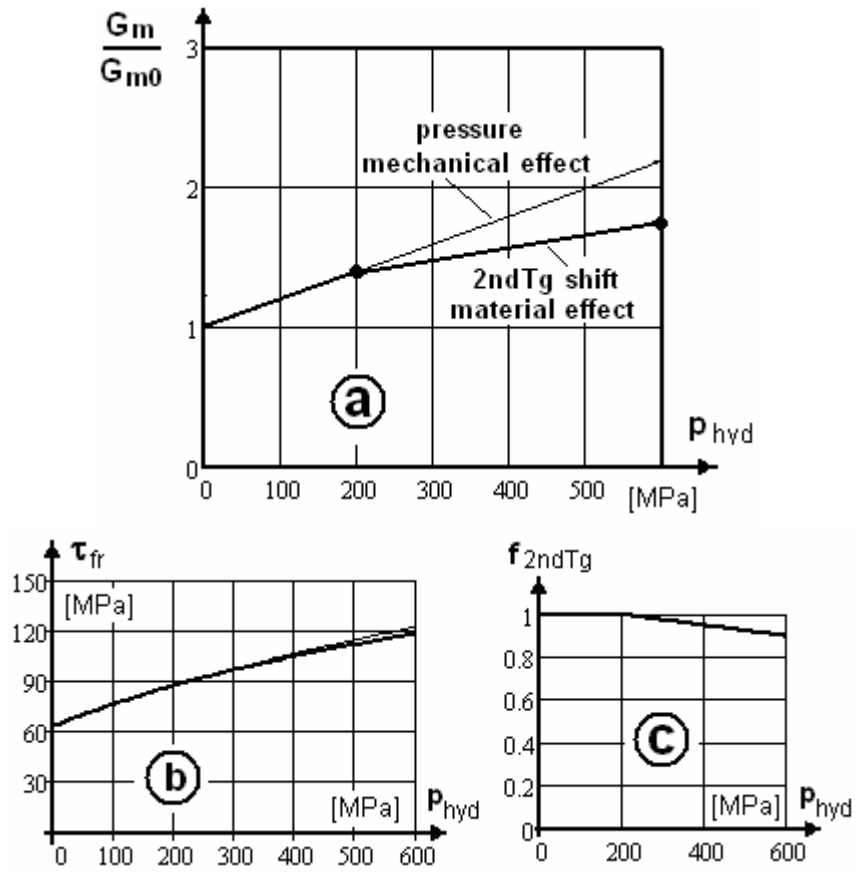 Gm
Gm0
3
2
1
0
pressure
mechanical effect
2ndTg shift
material effect
a
p hyd
0 100 200 300 400 500 [MPa]
τfr
150
120
90
60
30
[MPa]
b
[MPa]
p hyd
0 100 200 300 400 500 600
f2ndTg
1
0.8
0.6
0.4
0.2
0
c
[MPa]
p hyd
0 200 400 600